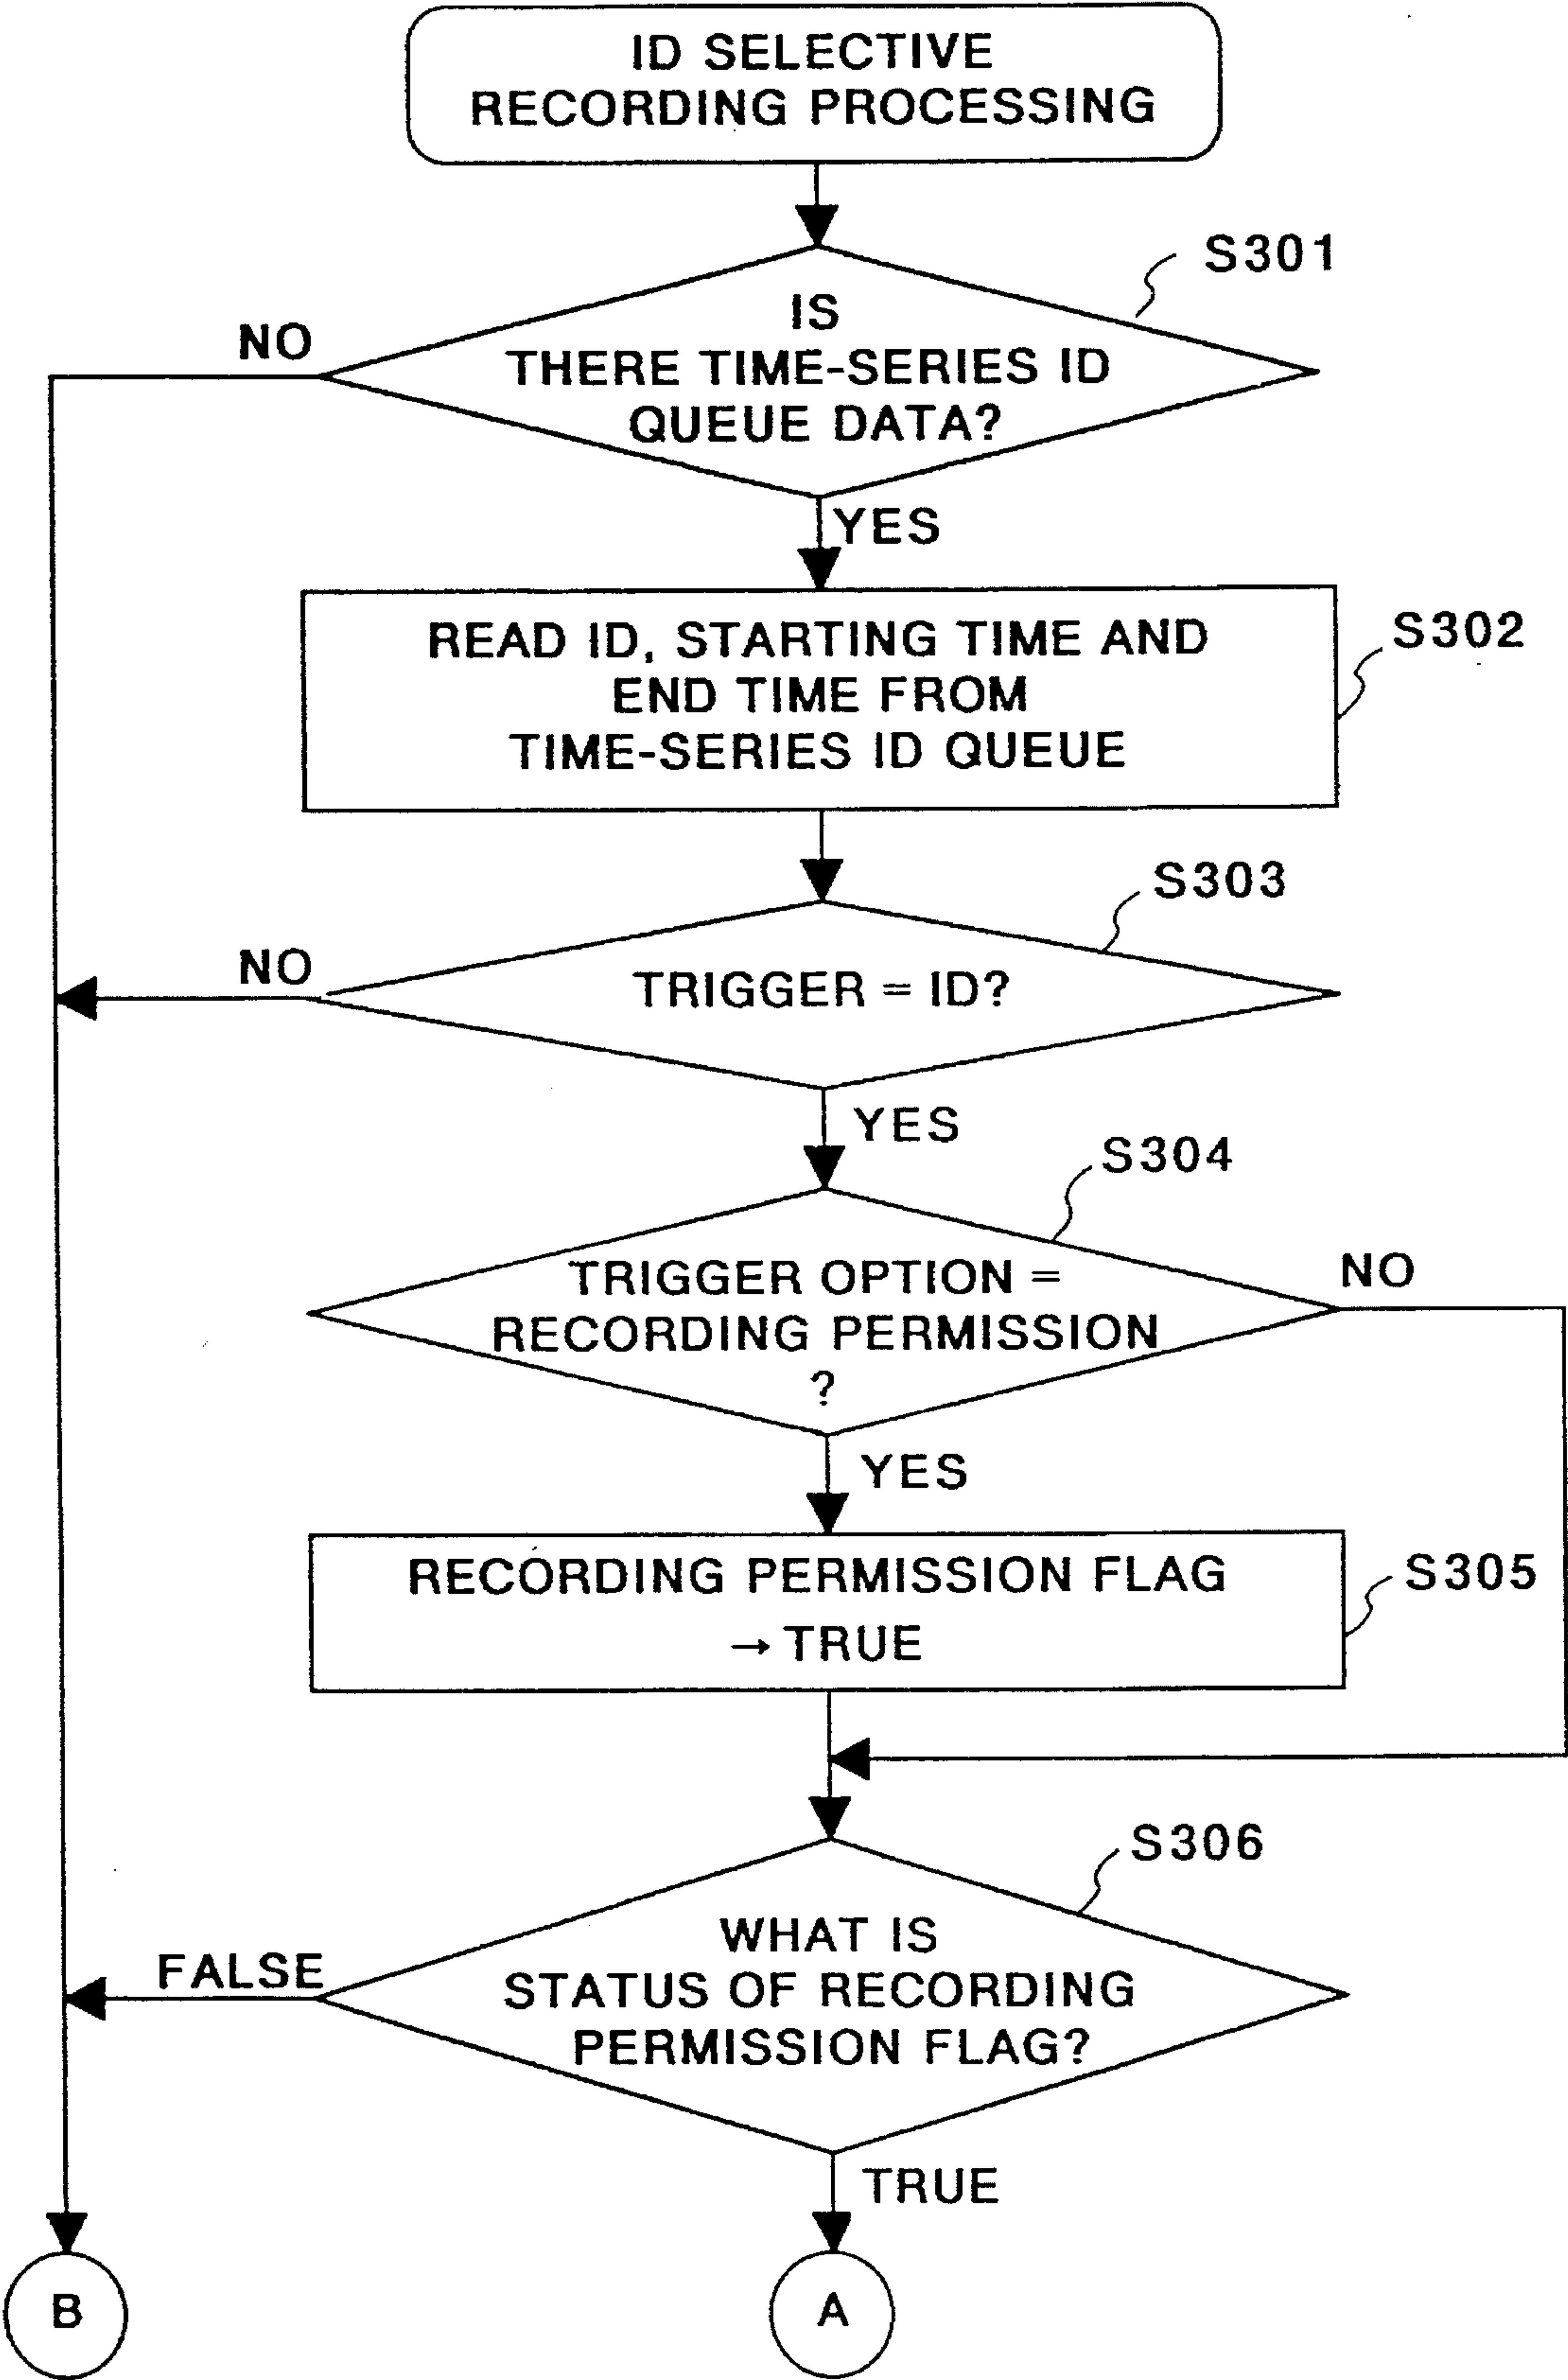 ID SELECTIVE
RECORDING PROCESSING
S301
IS
THERE TIME-SERIES ID
QUEUE DATA?
NO
YES
READ ID, STARTING TIME AND
END TIME FROM
TIME-SERIES ID QUEUE
S302
S303
NO
TRIGGER = ID?
YES
S304
TRIGGER OPTION =
RECORDING PERMISSION
?
NO
YES
RECORDING PERMISSION FLAG
→ TRUE
S305
S306
WHAT IS
STATUS OF RECORDING
PERMISSION FLAG?
FALSE
TRUE
B
A